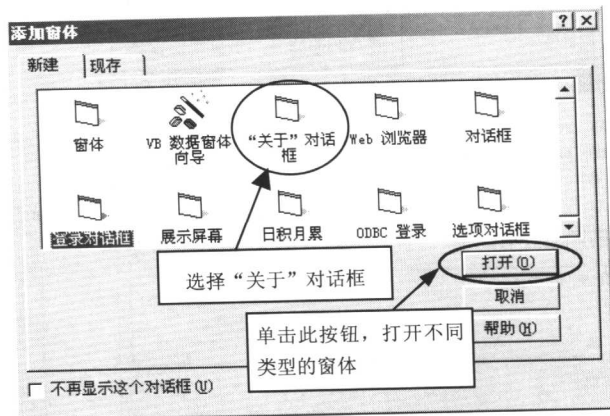 添加窗体
新建 现存
窗体 VB 数据窗体 “关于”对话 Web 浏览器 对话框
向导 框
登录对话框 展示屏幕 日积月累 ODBC 登录 选项对话框
选择“关于”对话框
打开(O)
取消
帮助(H)
单击此按钮，打开不同
类型的窗体
不再显示这个对话框(U)